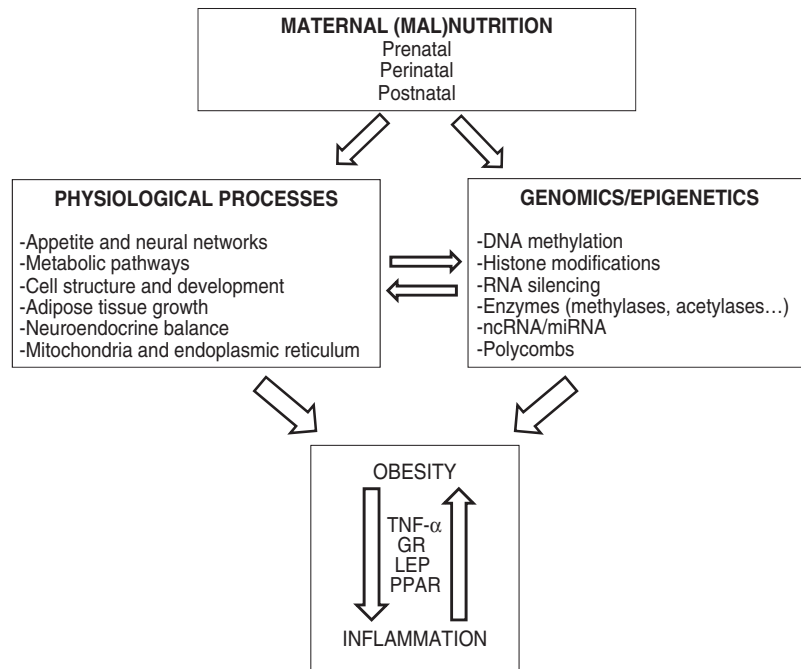 MATERNAL (MAL)NUTRITION
Prenatal
Perinatal
Postnatal
PHYSIOLOGICAL PROCESSES
-Appetite and neural networks
-Metabolic pathways
-Cell structure and development
-Adipose tissue growth
-Neuroendocrine balance
-Mitochondria and endoplasmic reticulum
GENOMICS/EPIGENETICS
-DNA methylation
-Histone modifications
-RNA silencing
-Enzymes (methylases, acetylases…)
-ncRNA/miRNA
-Polycombs
OBESITY
TNF-α
GR
LEP
PPAR
INFLAMMATION